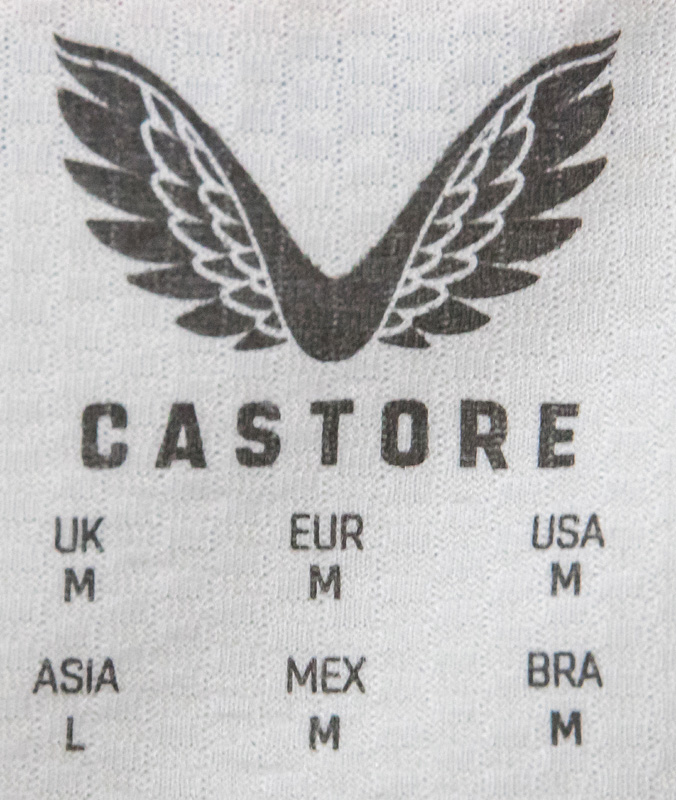 CASTORE
UK EUR USA
M M M
ASIA MEX BRA
L M M